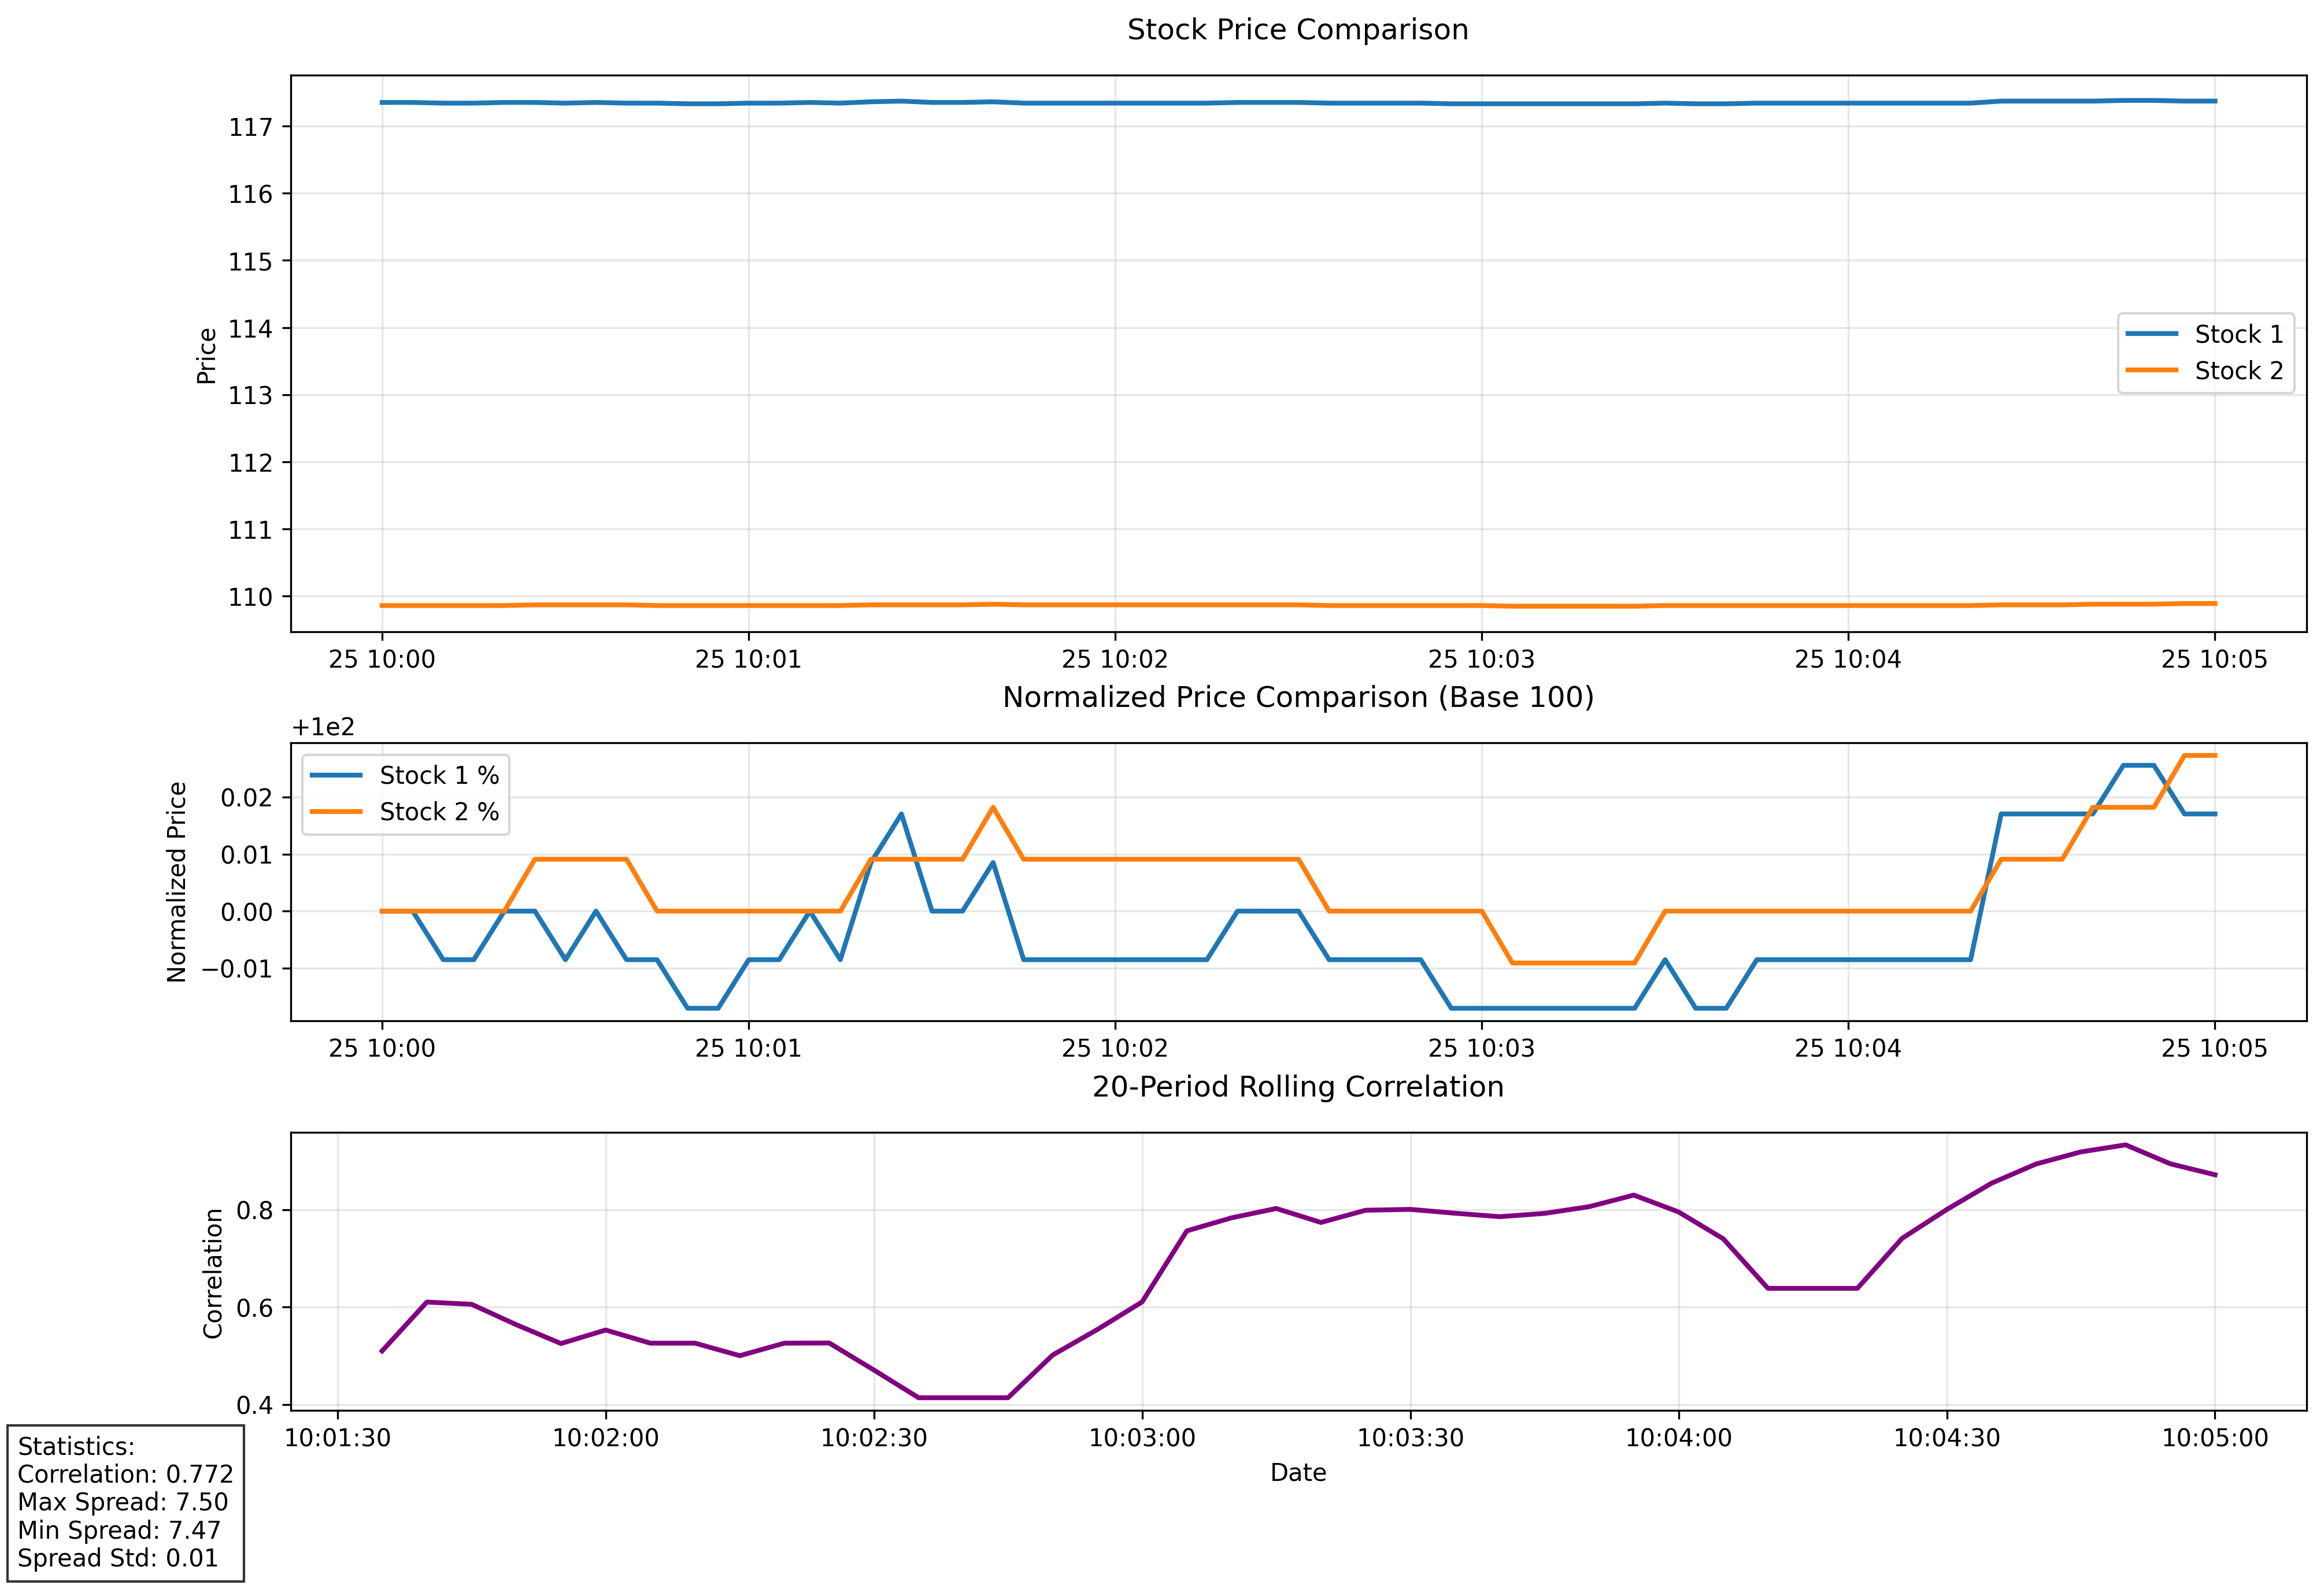 Stock Price Comparison
Price
117
116
115
114
113
112
111
110
Stock 1
Stock 2
25 10:00 25 10:01 25 10:02 25 10:03 25 10:04 25 10:05
Normalized Price Comparison (Base 100)
+1e2
Normalized Price
0.02
0.01
0.00
−0.01
Stock 1 %
Stock 2 %
25 10:00 25 10:01 25 10:02 25 10:03 25 10:04 25 10:05
20-Period Rolling Correlation
Correlation
0.8
0.6
0.4
10:01:30 10:02:00 10:02:30 10:03:00 10:03:30 10:04:00 10:04:30 10:05:00
Date
Statistics:
Correlation: 0.772
Max Spread: 7.50
Min Spread: 7.47
Spread Std: 0.01